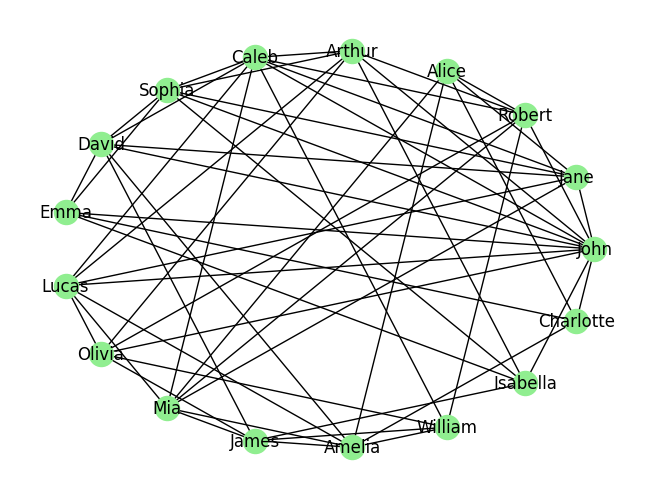 Arthur
Caleb
Alice
Sophia
Robert
David
Jane
Emma
John
Lucas
Charlotte
Olivia
Isabella
Mia
William
James
Amelia